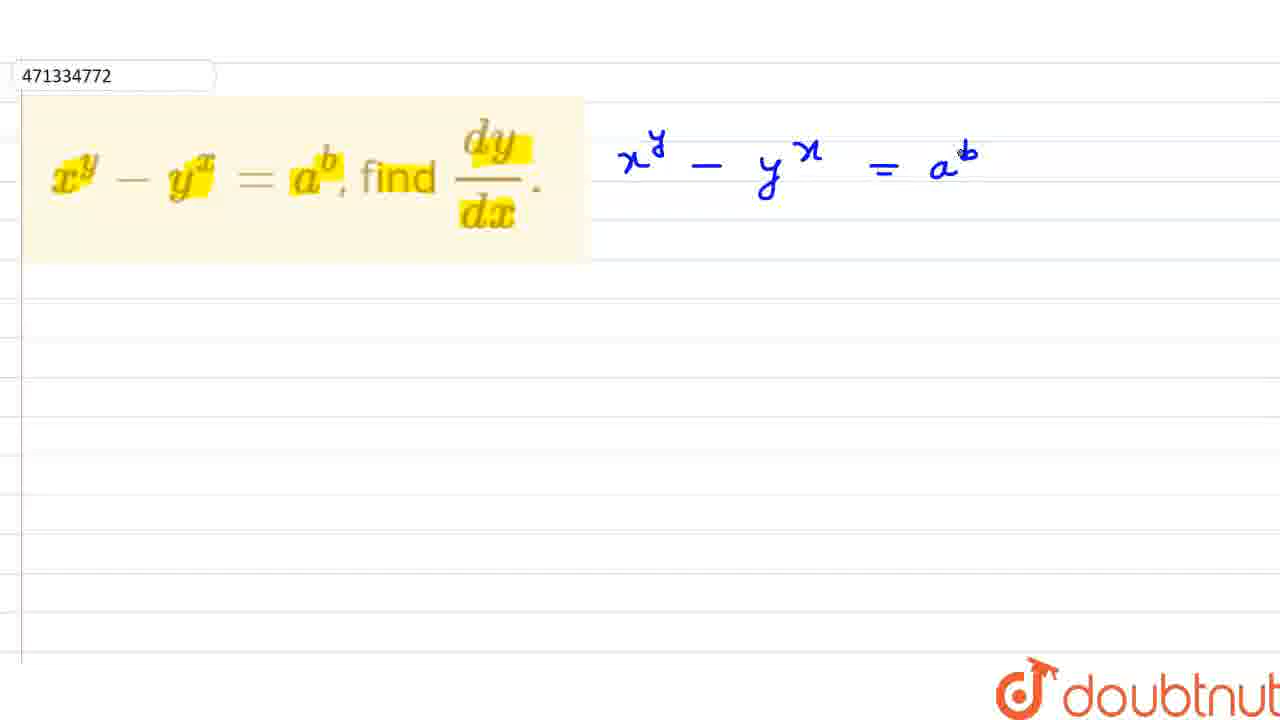 471334772
x^y − y^x = a^b, find dy/dx.
x^y − y^x = a^b
doubtnut